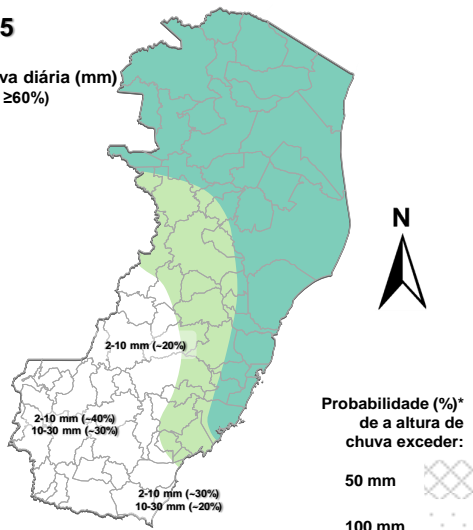 5
va diária (mm)
≥60%)
N
2-10 mm (~20%)
2-10 mm (~40%)
10-30 mm (~30%)
2-10 mm (~30%)
10-30 mm (~20%)
Probabilidade (%)*
de a altura de
chuva exceder:
50 mm
100 mm